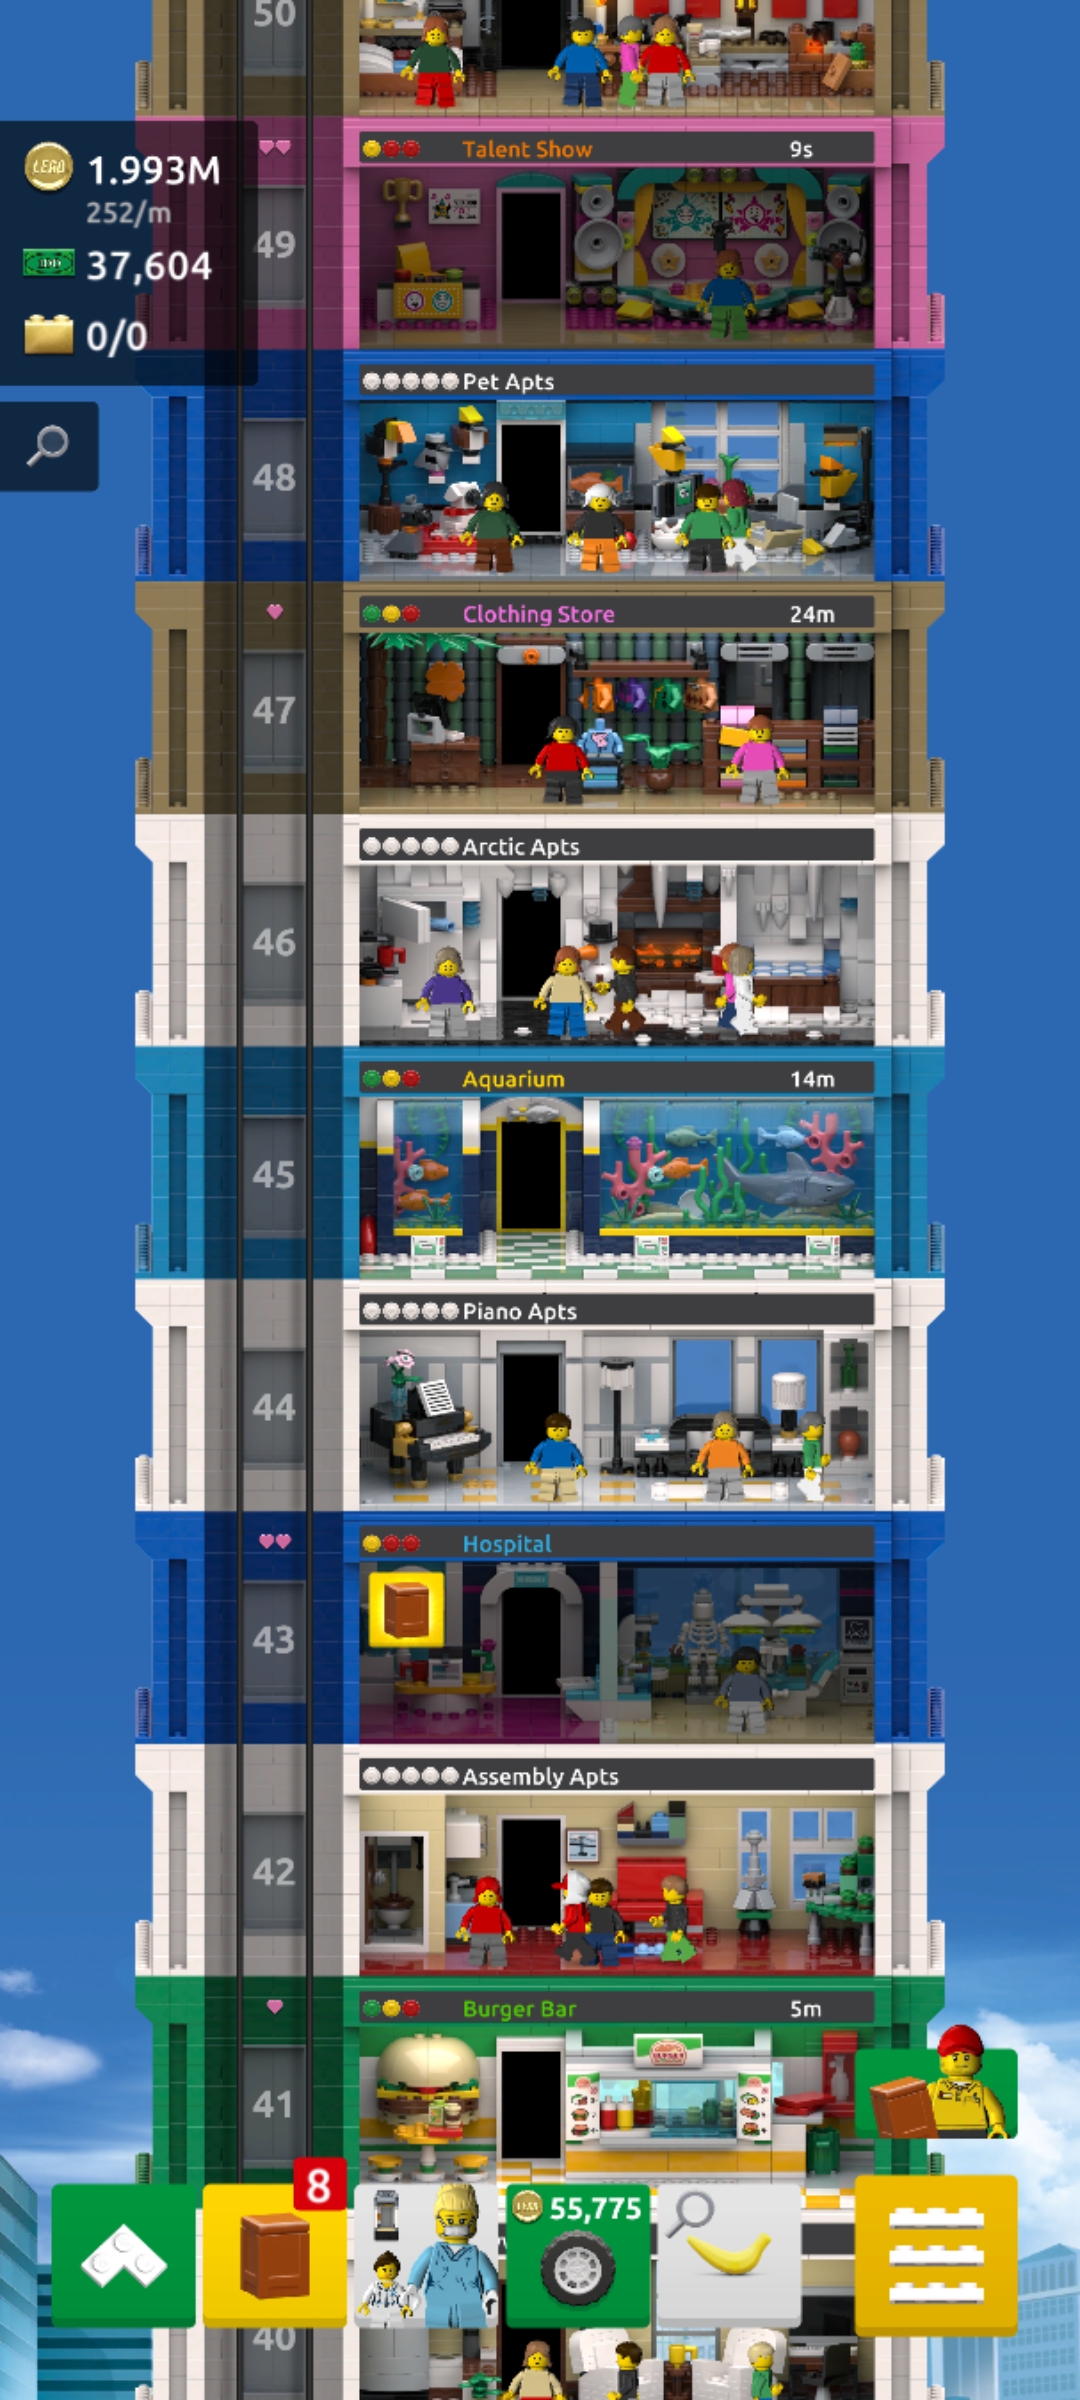 50
Talent Show 9s
LEGO 1.993M
252/m
49
37,604
0/0
Pet Apts
48
Clothing Store 24m
47
Arctic Apts
46
Aquarium 14m
45
Piano Apts
44
Hospital
43
Assembly Apts
42
Burger Bar 5m
BURGER
41
8
55,775
40